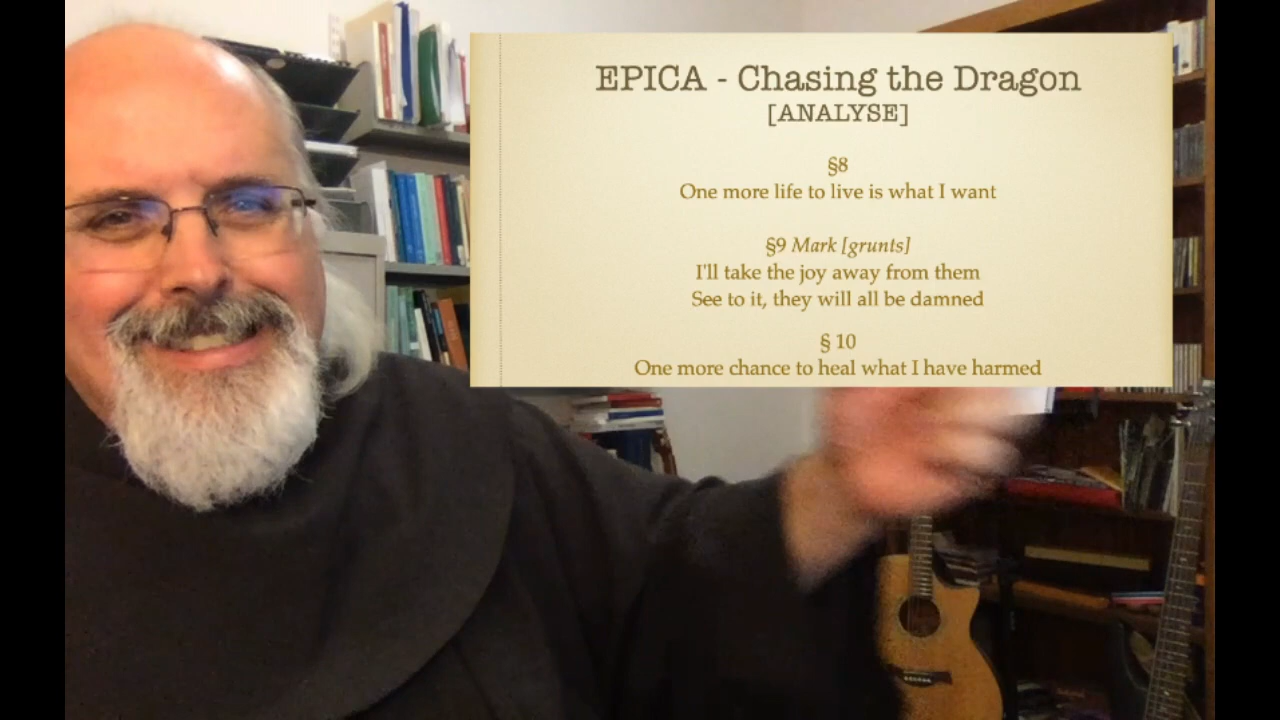 EPICA - Chasing the Dragon
[ANALYSE]
§8
One more life to live is what I want
§9 Mark [grunts]
I'll take the joy away from them
See to it, they will all be damned
§ 10
One more chance to heal what I have harmed